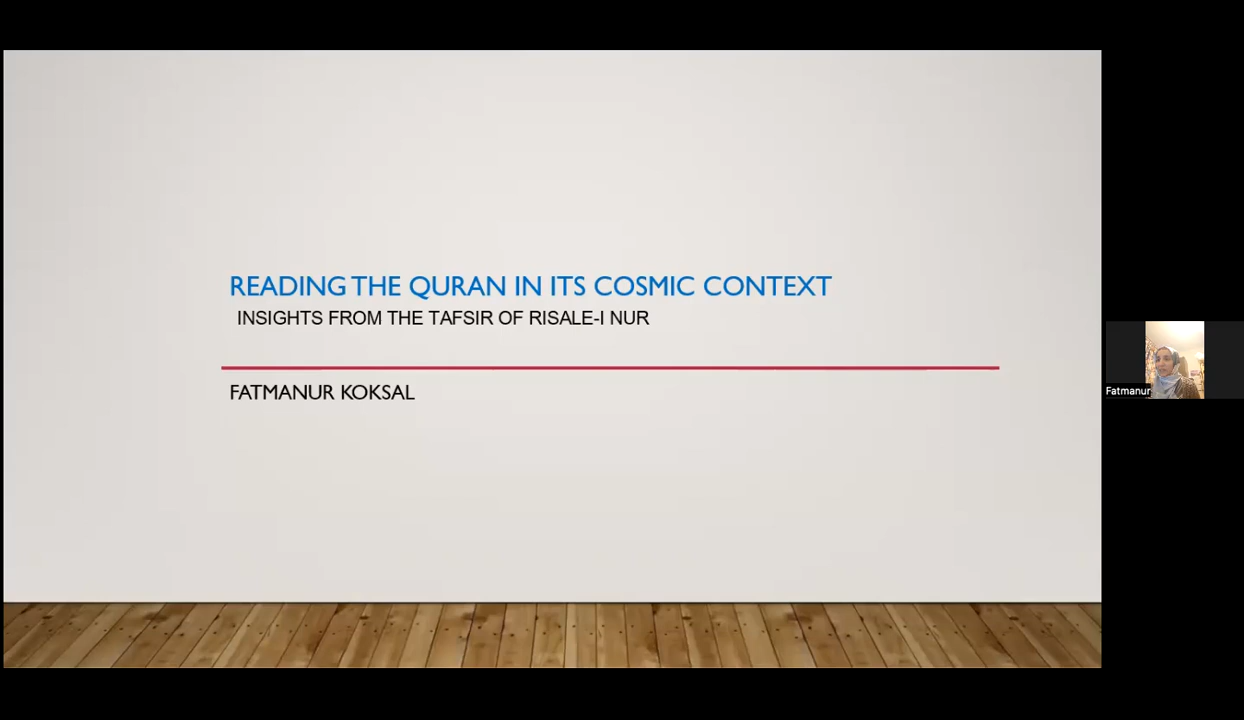 READING THE QURAN IN ITS COSMIC CONTEXT
INSIGHTS FROM THE TAFSIR OF RISALE-I NUR
FATMANUR KOKSAL
Fatmanur